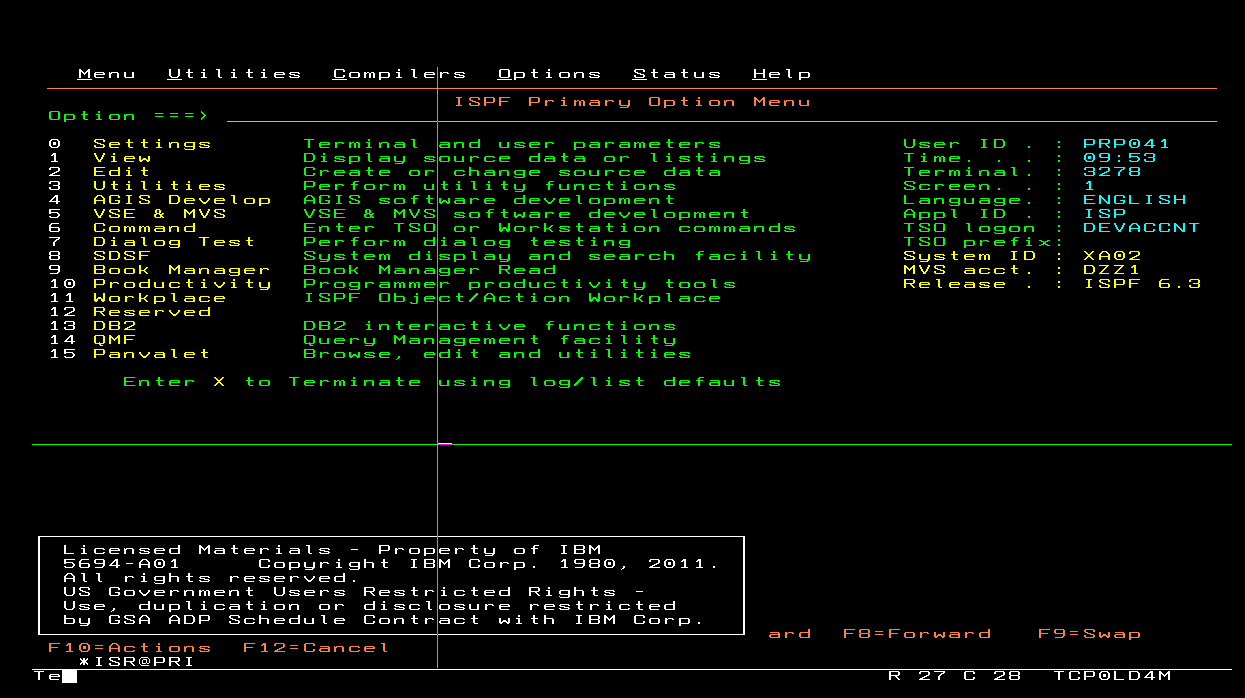 Menu Utilities Compilers Options Status Help
ISPF Primary Option Menu
Option ===>
0 Settings Terminal and user parameters User ID . : PRP041
1 View Display source data or listings Time. . . : 09:53
2 Edit Create or change source data Terminal. : 3278
3 Utilities Perform utility functions Screen. . : 1
4 AGIS Develop AGIS software development Language. : ENGLISH
5 VSE & MVS VSE & MVS software development Appl ID . : ISP
6 Command Enter TSO or Workstation commands TSO logon : DEVACCNT
7 Dialog Test Perform dialog testing TSO prefix:
8 SDSF System display and search facility System ID : XA02
9 Book Manager Book Manager Read MVS acct. : DZZ1
10 Productivity Programmer productivity tools Release . : ISPF 6.3
11 Workplace ISPF Object/Action Workplace
12 Reserved
13 DB2 DB2 interactive functions
14 QMF Query Management facility
15 Panvalet Browse, edit and utilities
Enter X to Terminate using log/list defaults
Licensed Materials - Property of IBM
5694-A01 Copyright IBM Corp. 1980, 2011.
All rights reserved.
US Government Users Restricted Rights -
Use, duplication or disclosure restricted
by GSA ADP Schedule Contract with IBM Corp.
ard F8=Forward F9=Swap
F10=Actions F12=Cancel
*ISR@PRI
Te R 27 C 28 TCP0LD4M